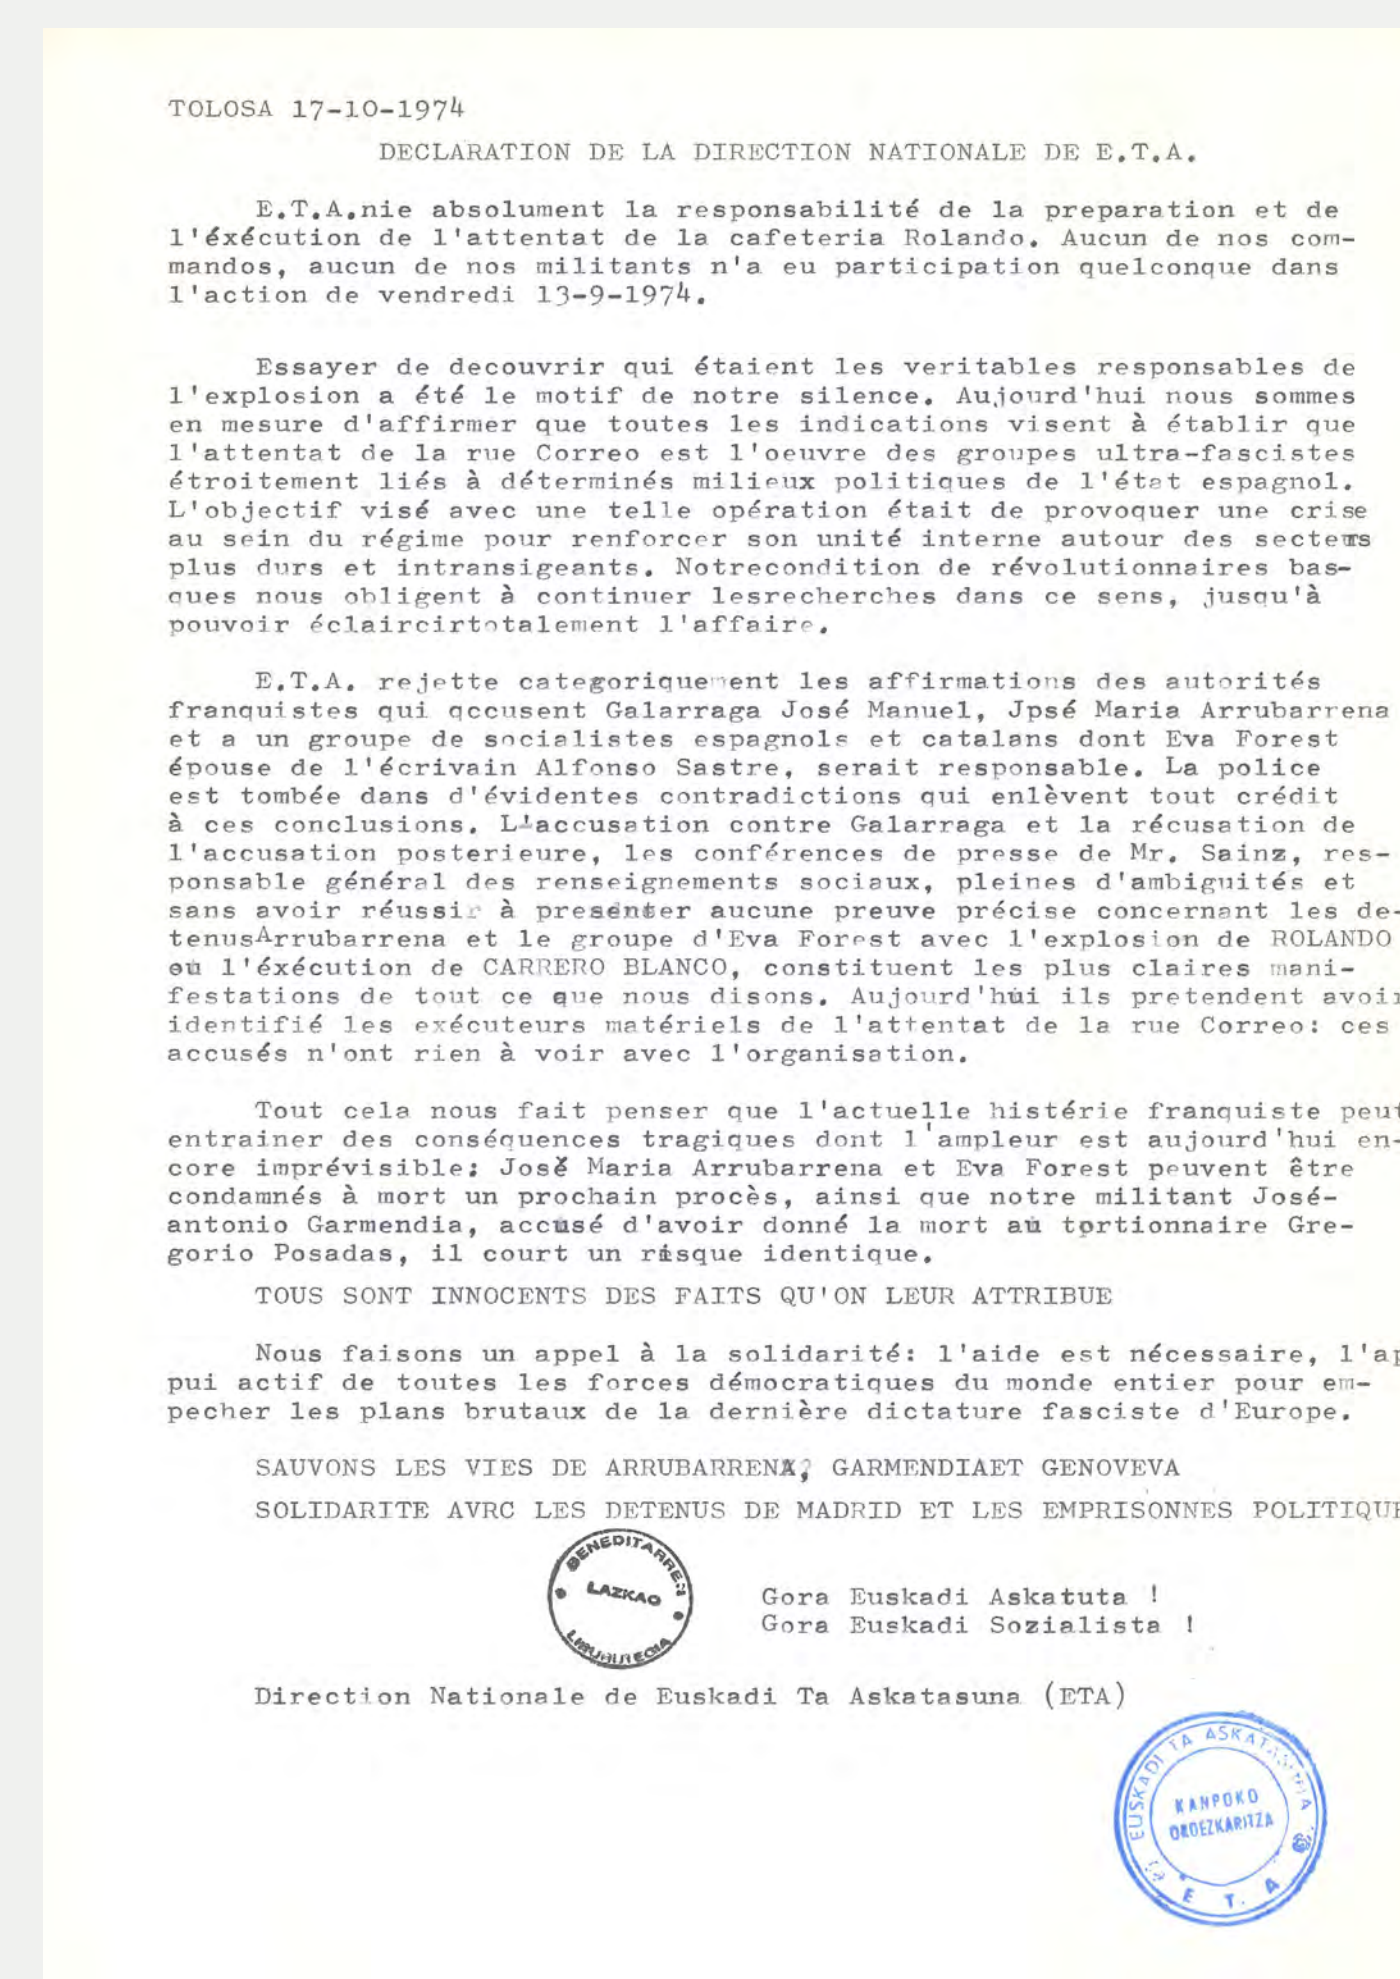 TOLOSA 17-10-1974
DECLARATION DE LA DIRECTION NATIONALE DE E.T.A.
E.T.A.nie absolument la responsabilité de la preparation et de
l'éxécution de l'attentat de la cafeteria Rolando. Aucun de nos com-
mandos, aucun de nos militants n'a eu participation quelconque dans
l'action de vendredi 13-9-1974.
Essayer de decouvrir qui étaient les veritables responsables de
l'explosion a été le motif de notre silence. Aujourd'hui nous sommes
en mesure d'affirmer que toutes les indications visent à établir que
l'attentat de la rue Correo est l'oeuvre des groupes ultra-fascistes
étroitement liés à déterminés milieux politiques de l'état espagnol.
L'objectif visé avec une telle opération était de provoquer une crise
au sein du régime pour renforcer son unité interne autour des secteurs
plus durs et intransigeants. Notrecondition de révolutionnaires bas-
ques nous obligent à continuer lesrecherches dans ce sens, jusqu'à
pouvoir éclaircirtotalement l'affaire.
E.T.A. rejette categoriquement les affirmations des autorités
franquistes qui qccusent Galarraga José Manuel, Jpsé Maria Arrubarrena
et a un groupe de socialistes espagnols et catalans dont Eva Forest
épouse de l'écrivain Alfonso Sastre, serait responsable. La police
est tombée dans d'évidentes contradictions qui enlèvent tout crédit
à ces conclusions. L'accusation contre Galarraga et la récusation de
l'accusation posterieure, les conférences de presse de Mr. Sainz, res-
ponsable général des renseignements sociaux, pleines d'ambiguités et
sans avoir réussir à presenter aucune preuve précise concernant les de-
tenusArrubarrena et le groupe d'Eva Forest avec l'explosion de ROLANDO
ou l'éxécution de CARRERO BLANCO, constituent les plus claires mani-
festations de tout ce que nous disons. Aujourd'hui ils pretendent avoir
identifié les exécuteurs matériels de l'attentat de la rue Correo: ces
accusés n'ont rien à voir avec l'organisation.
Tout cela nous fait penser que l'actuelle histérie franquiste peut
entrainer des conséquences tragiques dont l'ampleur est aujourd'hui en-
core imprévisible: José Maria Arrubarrena et Eva Forest peuvent être
condamnés à mort un prochain procès, ainsi que notre militant José-
antonio Garmendia, accusé d'avoir donné la mort au tortionnaire Gre-
gorio Posadas, il court un risque identique.
TOUS SONT INNOCENTS DES FAITS QU'ON LEUR ATTRIBUE
Nous faisons un appel à la solidarité: l'aide est nécessaire, l'ap
pui actif de toutes les forces démocratiques du monde entier pour em-
pecher les plans brutaux de la dernière dictature fasciste d'Europe.
SAUVONS LES VIES DE ARRUBARRENA, GARMENDIAET GENOVEVA
SOLIDARITE AVRC LES DETENUS DE MADRID ET LES EMPRISONNES POLITIQUE
BENEDITARREN
LAZKAO
LIBURUTEGIA
Gora Euskadi Askatuta !
Gora Euskadi Sozialista !
Direction Nationale de Euskadi Ta Askatasuna (ETA)
EUSKADI TA ASKATASUNA
KANPOKO
ORDEZKARITZA
E. T. A